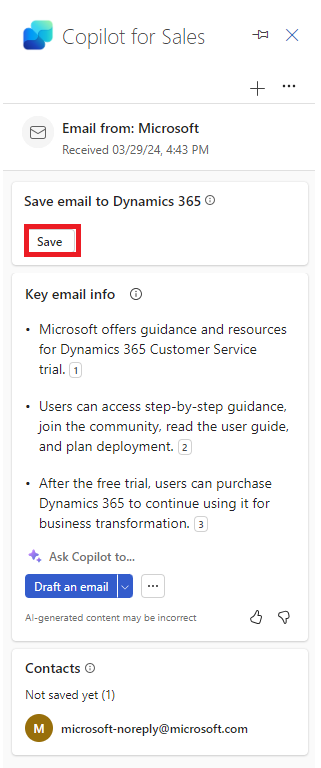 Copilot for Sales
Email from: Microsoft
Received 03/29/24, 4:43 PM
Save email to Dynamics 365
Save
Key email info
• Microsoft offers guidance and resources
for Dynamics 365 Customer Service
trial. 1
• Users can access step-by-step guidance,
join the community, read the user guide,
and plan deployment. 2
• After the free trial, users can purchase
Dynamics 365 to continue using it for
business transformation. 3
Ask Copilot to...
Draft an email
AI-generated content may be incorrect
Contacts
Not saved yet (1)
M microsoft-noreply@microsoft.com